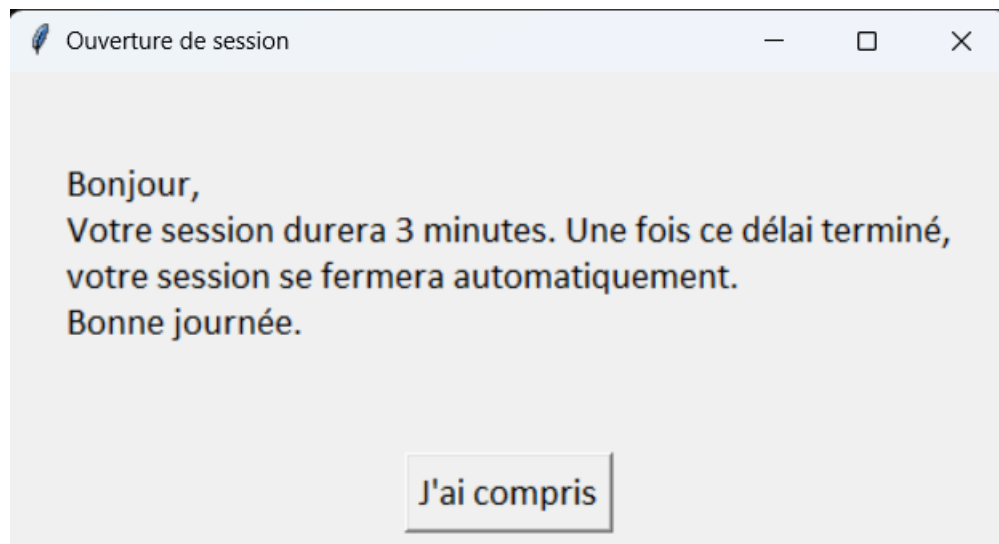 Ouverture de session
Bonjour,
Votre session durera 3 minutes. Une fois ce délai terminé,
votre session se fermera automatiquement.
Bonne journée.
J'ai compris